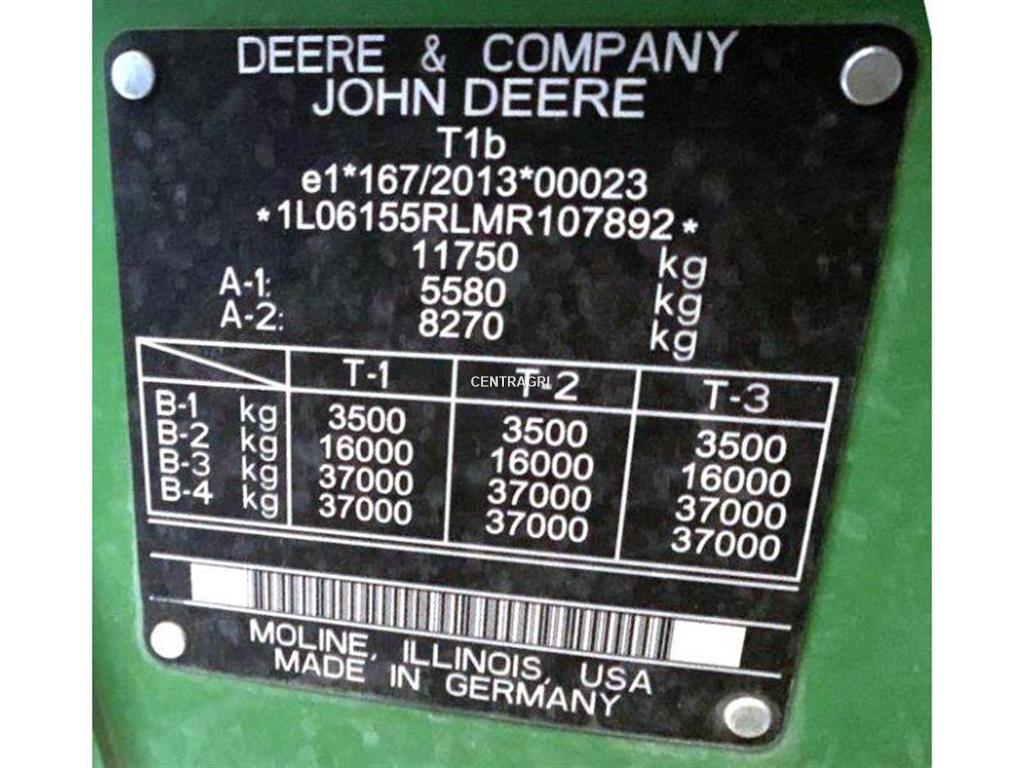 DEERE & COMPANY
JOHN DEERE
T1b
e1*167/2013*00023
*1L06155RLMR107892*
11750 kg
A-1: 5580 kg
A-2: 8270 kg
T-1 T-2 T-3
CENTRAGRI
B-1 kg 3500 3500 3500
B-2 kg 16000 16000 16000
B-3 kg 37000 37000 37000
B-4 kg 37000 37000 37000
MOLINE, ILLINOIS, USA
MADE IN GERMANY